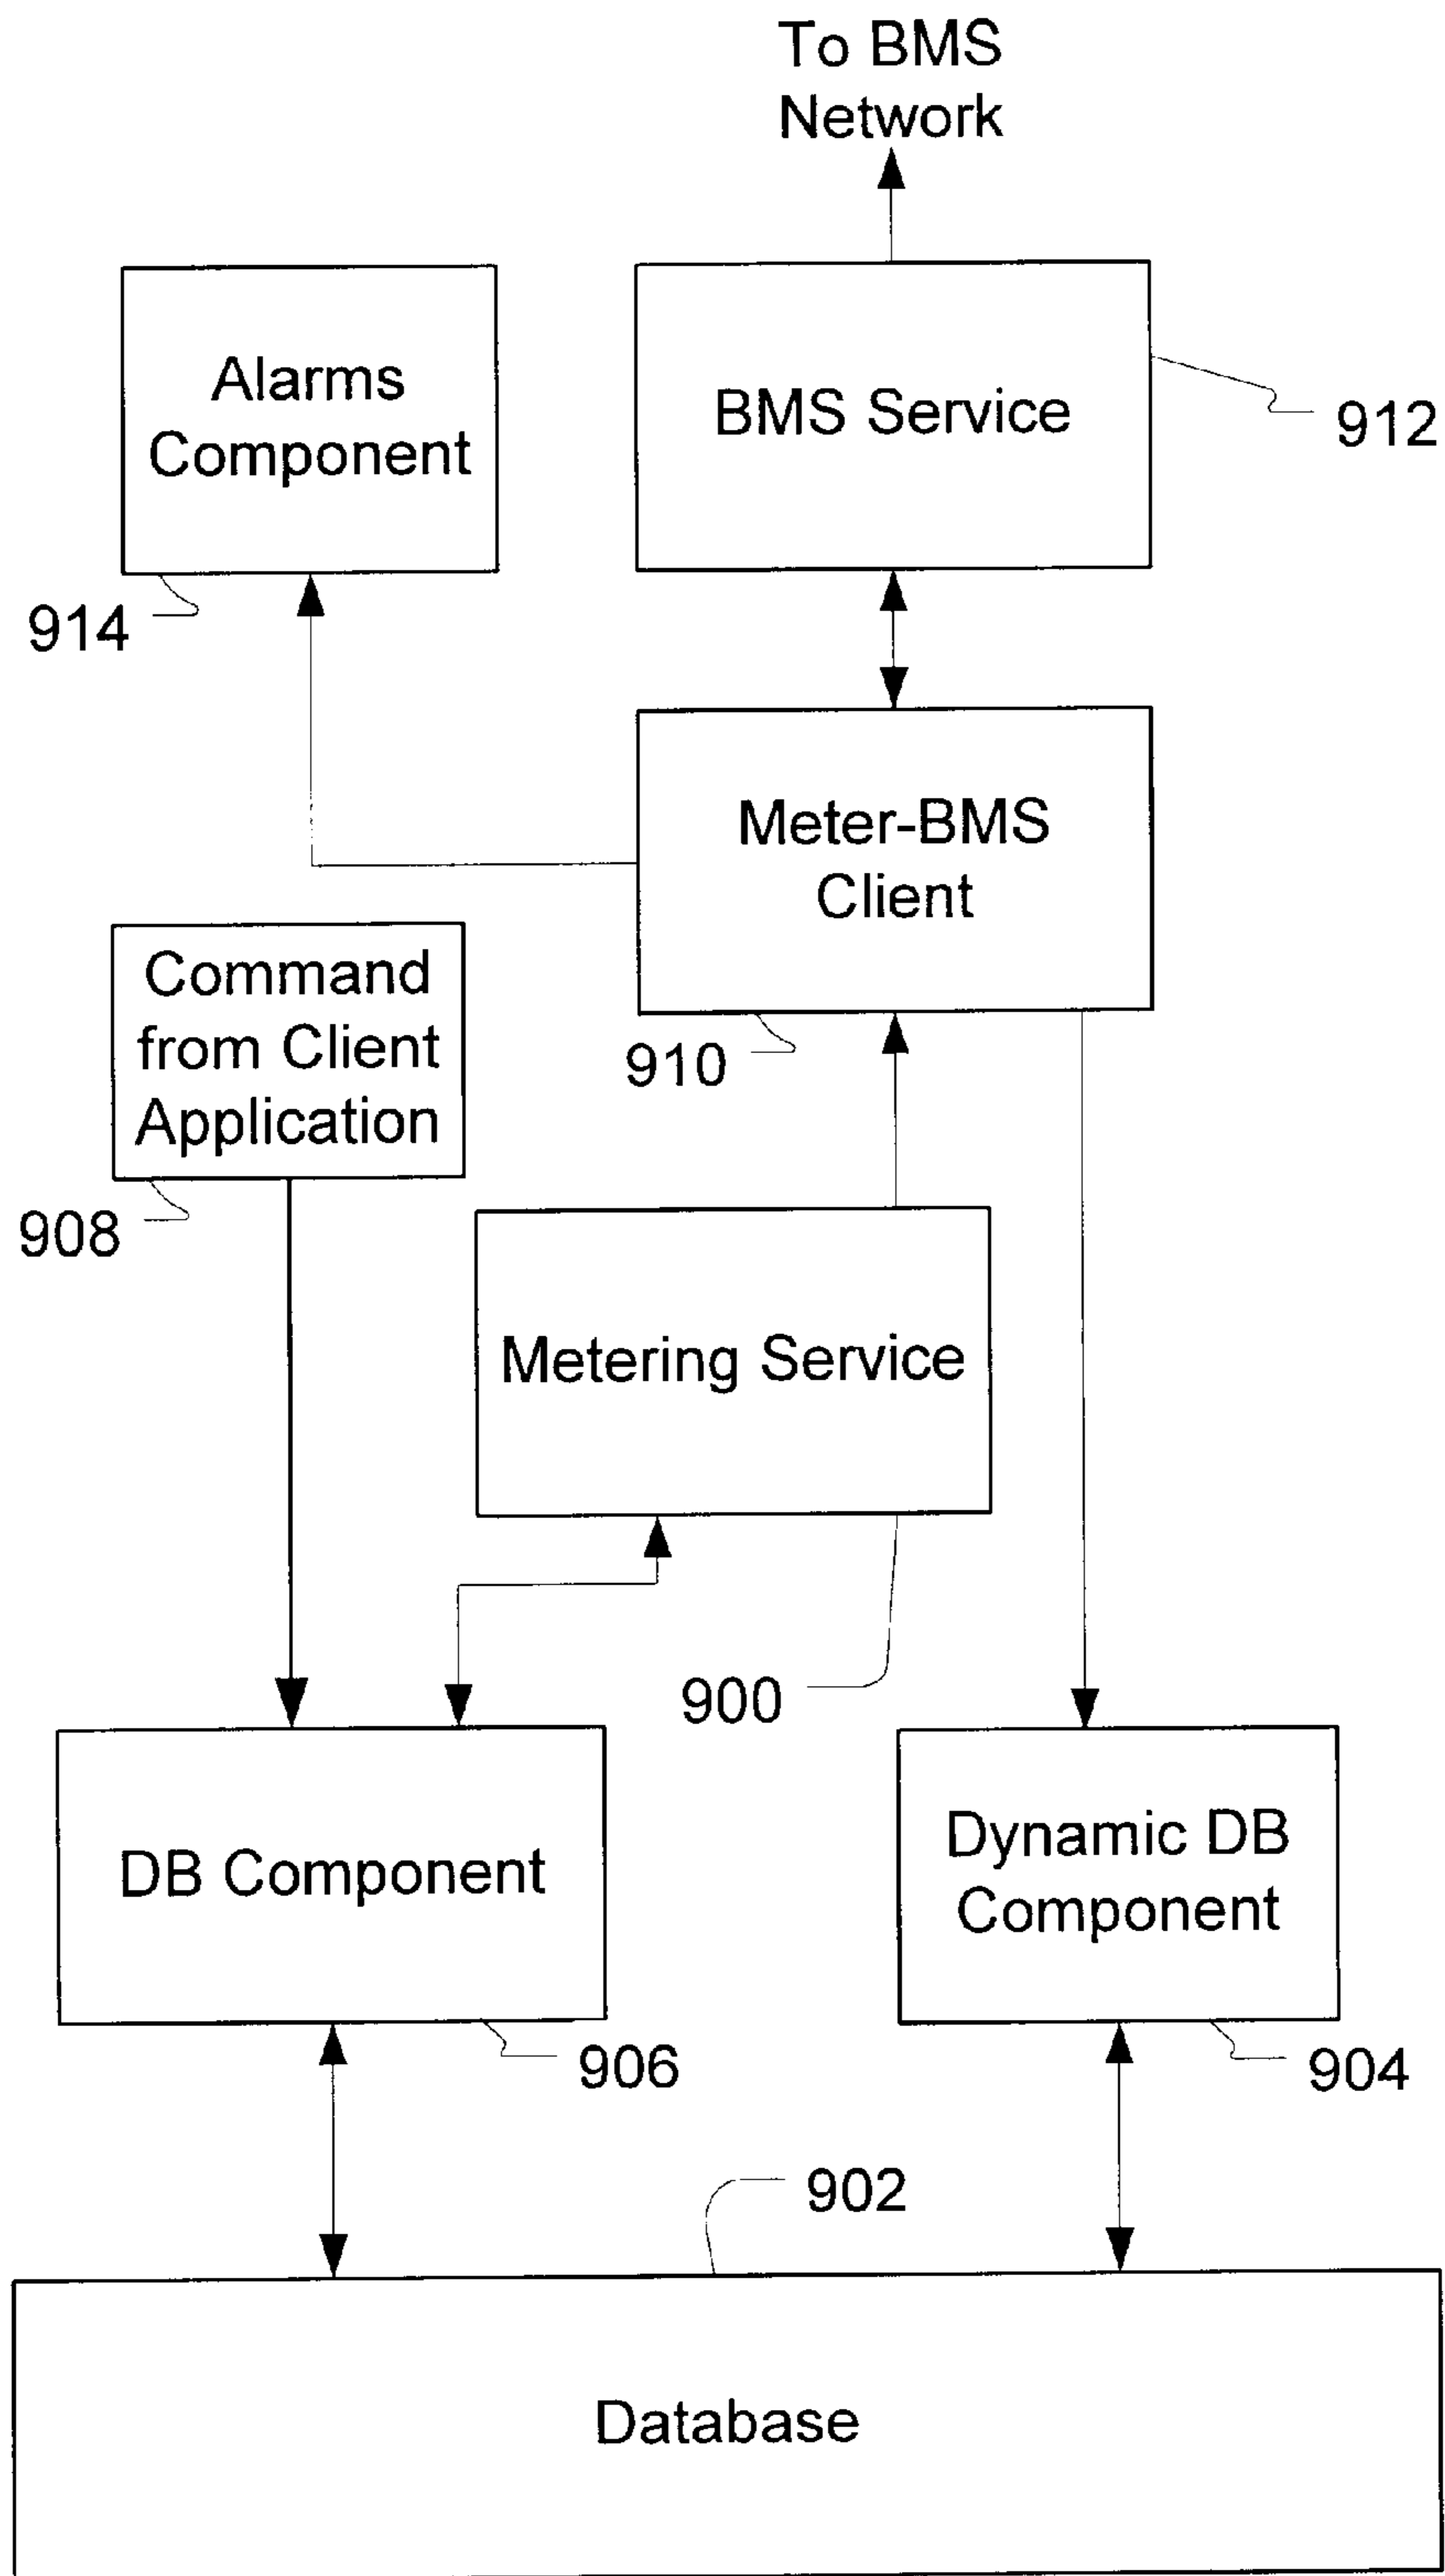 To BMS
Network
Alarms
Component
BMS Service
912
914
Meter-BMS
Client
Command
from Client
Application
910
908
Metering Service
900
DB Component
Dynamic DB
Component
906
904
902
Database